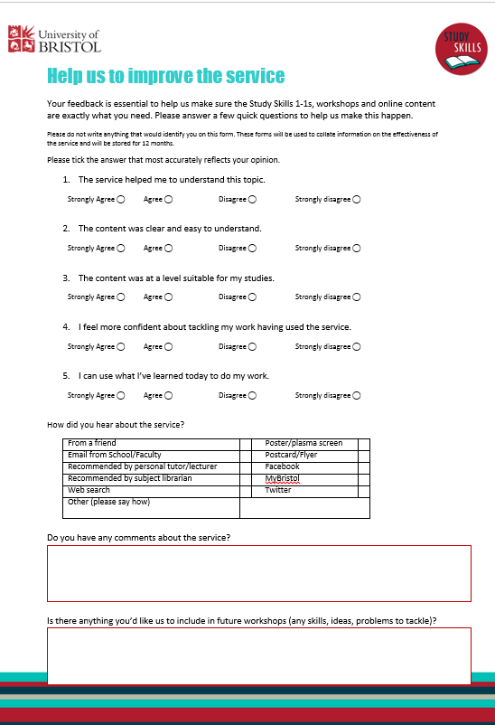 University of
BRISTOL
STUDY
SKILLS
Help us to improve the service
Your feedback is essential to help us make sure the Study Skills 1-1s, workshops and online content
are exactly what you need. Please answer a few quick questions to help us make this happen.
Please do not write anything that would identify you on this form. These forms will be used to collate information on the effectiveness of
the service and will be stored for 12 months.
Please tick the answer that most accurately reflects your opinion.
1. The service helped me to understand this topic.
Strongly Agree Agree Disagree Strongly disagree
2. The content was clear and easy to understand.
Strongly Agree Agree Disagree Strongly disagree
3. The content was at a level suitable for my studies.
Strongly Agree Agree Disagree Strongly disagree
4. I feel more confident about tackling my work having used the service.
Strongly Agree Agree Disagree Strongly disagree
5. I can use what I've learned today to do my work.
Strongly Agree Agree Disagree Strongly disagree
How did you hear about the service?
From a friend Poster/plasma screen
Email from School/Faculty Postcard/Flyer
Recommended by personal tutor/lecturer Facebook
Recommended by subject librarian MyBristol
Web search Twitter
Other (please say how)
Do you have any comments about the service?
Is there anything you'd like us to include in future workshops (any skills, ideas, problems to tackle)?